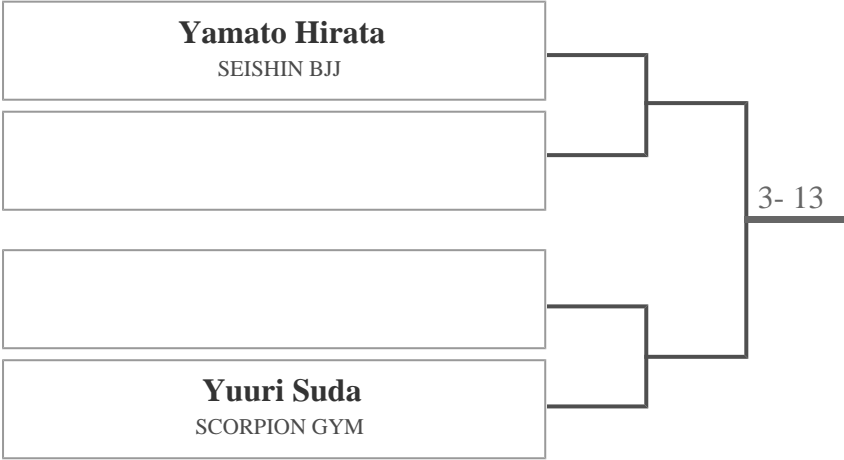 Yamato Hirata
SEISHIN BJJ
3- 13
Yuuri Suda
SCORPION GYM